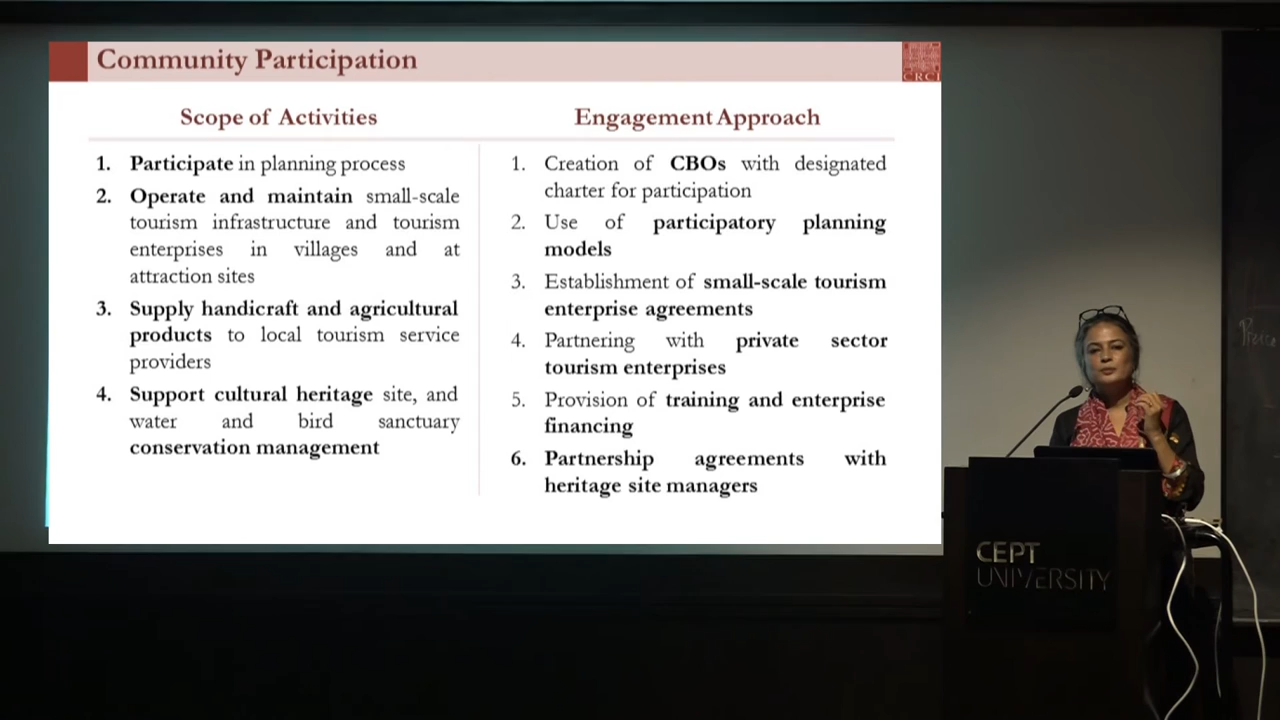 Community Participation
CRCI
Scope of Activities
1. Participate in planning process
2. Operate and maintain small-scale
tourism infrastructure and tourism
enterprises in villages and at
attraction sites
3. Supply handicraft and agricultural
products to local tourism service
providers
4. Support cultural heritage site, and
water and bird sanctuary
conservation management
Engagement Approach
1. Creation of CBOs with designated
charter for participation
2. Use of participatory planning
models
3. Establishment of small-scale tourism
enterprise agreements
4. Partnering with private sector
tourism enterprises
5. Provision of training and enterprise
financing
6. Partnership agreements with
heritage site managers
CEPT
UNIVERSITY